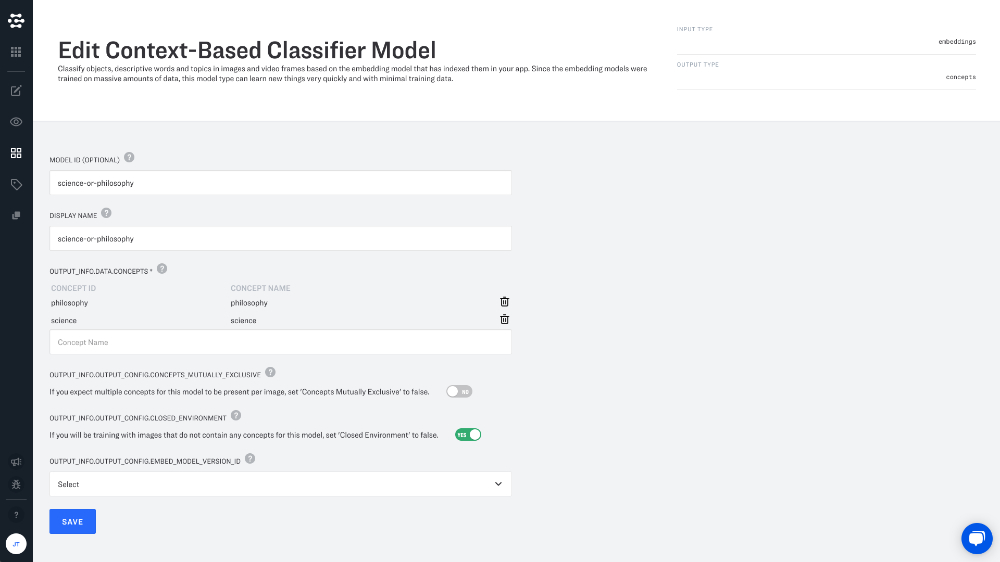 Edit Context-Based Classifier Model
Classify objects, descriptive words and topics in images and video frames based on the embedding model that has indexed them in your app. Since the embedding models were
trained on massive amounts of data, this model type can learn new things very quickly and with minimal training data.
INPUT TYPE
embeddings
OUTPUT TYPE
concepts
MODEL ID (OPTIONAL) ?
science-or-philosophy
DISPLAY NAME ?
science-or-philosophy
OUTPUT_INFO.DATA.CONCEPTS * ?
CONCEPT ID CONCEPT NAME
philosophy philosophy
science science
Concept Name
OUTPUT_INFO.OUTPUT_CONFIG.CONCEPTS_MUTUALLY_EXCLUSIVE ?
If you expect multiple concepts for this model to be present per image, set 'Concepts Mutually Exclusive' to false. NO
OUTPUT_INFO.OUTPUT_CONFIG.CLOSED_ENVIRONMENT ?
If you will be training with images that do not contain any concepts for this model, set 'Closed Environment' to false. YES
OUTPUT_INFO.OUTPUT_CONFIG.EMBED_MODEL_VERSION_ID ?
Select
SAVE
?
JT